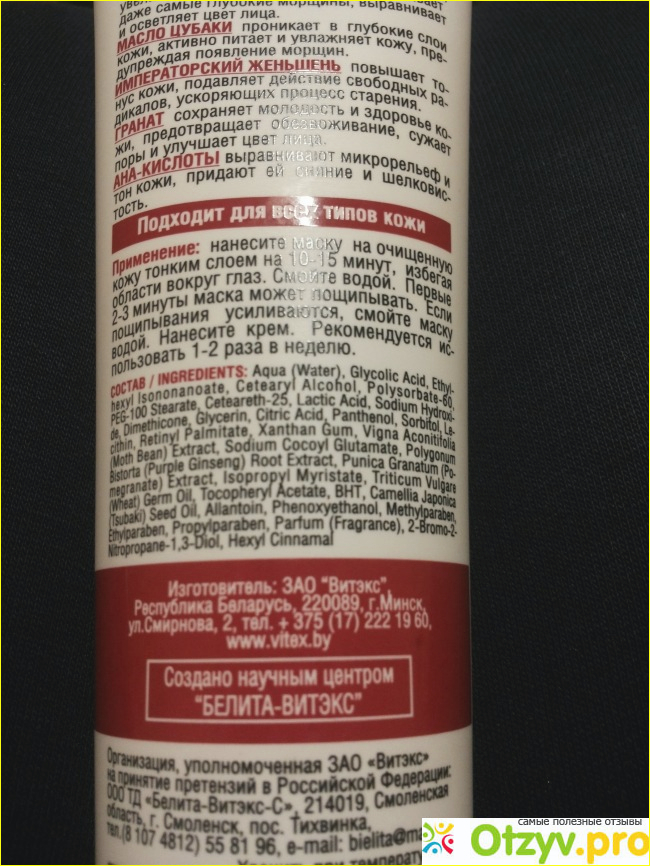 даже самые глубокие морщины, выравнивает
и осветляет цвет лица.
МАСЛО ЦУБАКИ проникает в глубокие слои
кожи, активно питает и увлажняет кожу, пре-
дупреждая появление морщин.
ИМПЕРАТОРСКИЙ ЖЕНЬШЕНЬ повышает то-
нус кожи, подавляет действие свободных ра-
дикалов, ускоряющих процесс старения.
ГРАНАТ сохраняет молодость и здоровье ко-
жи, предотвращает обезвоживание, сужает
поры и улучшает цвет лица.
АНА-КИСЛОТЫ выравнивают микрорельеф и
тон кожи, придают ей сияние и шелковис-
тость.
Подходит для всех типов кожи
Применение: нанесите маску на очищенную
кожу тонким слоем на 10-15 минут, избегая
области вокруг глаз. Смойте водой. Первые
2-3 минуты маска может пощипывать. Если
пощипывания усиливаются, смойте маску
водой. Нанесите крем. Рекомендуется ис-
пользовать 1-2 раза в неделю.
СОСТАВ / INGREDIENTS: Aqua (Water), Glycolic Acid, Ethyl-
hexyl Isononanoate, Cetearyl Alcohol, Polysorbate-60,
PEG-100 Stearate, Ceteareth-25, Lactic Acid, Sodium Hydroxi-
de, Dimethicone, Glycerin, Citric Acid, Panthenol, Sorbitol, Le-
cithin, Retinyl Palmitate, Xanthan Gum, Vigna Aconitifolia
(Moth Bean) Extract, Sodium Cocoyl Glutamate, Polygonum
Bistorta (Purple Ginseng) Root Extract, Punica Granatum (Po-
megranate) Extract, Isopropyl Myristate, Triticum Vulgare
(Wheat) Germ Oil, Tocopheryl Acetate, BHT, Camellia Japonica
(Tsubaki) Seed Oil, Allantoin, Phenoxyethanol, Methylparaben,
Ethylparaben, Propylparaben, Parfum (Fragrance), 2-Bromo-2-
Nitropropane-1,3-Diol, Hexyl Cinnamal
Изготовитель: ЗАО "Витэкс",
Республика Беларусь, 220089, г.Минск,
ул.Смирнова, 2, тел. + 375 (17) 222 19 60,
www.vitex.by
Создано научным центром
"БЕЛИТА-ВИТЭКС"
Организация, уполномоченная ЗАО «Витэкс»
на принятие претензий в Российской Федерации:
ООО ТД «Белита-Витэкс-С», 214019, Смоленская
область, г. Смоленск, пос. Тихвинка,
тел.(8 107 4812) 55 81 96, e-mail: bielita@ma
Хранить при температу
самые полезные отзывы
Otzyv.pro